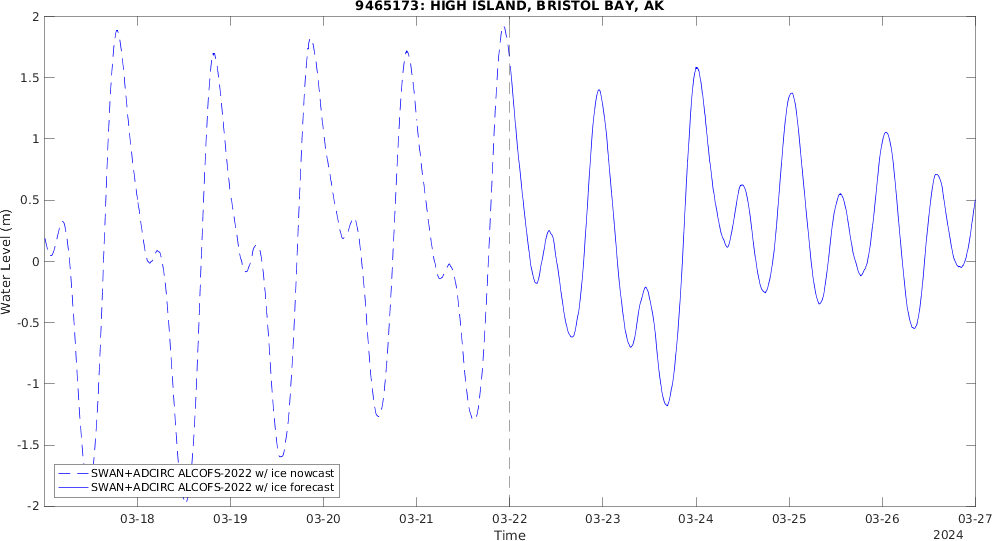 9465173: HIGH ISLAND, BRISTOL BAY, AK
2
1.5
1
0.5
0
-0.5
-1
-1.5
-2
Water Level (m)
SWAN+ADCIRC ALCOFS-2022 w/ ice nowcast
SWAN+ADCIRC ALCOFS-2022 w/ ice forecast
03-18 03-19 03-20 03-21 03-22 03-23 03-24 03-25 03-26 03-27
Time
2024